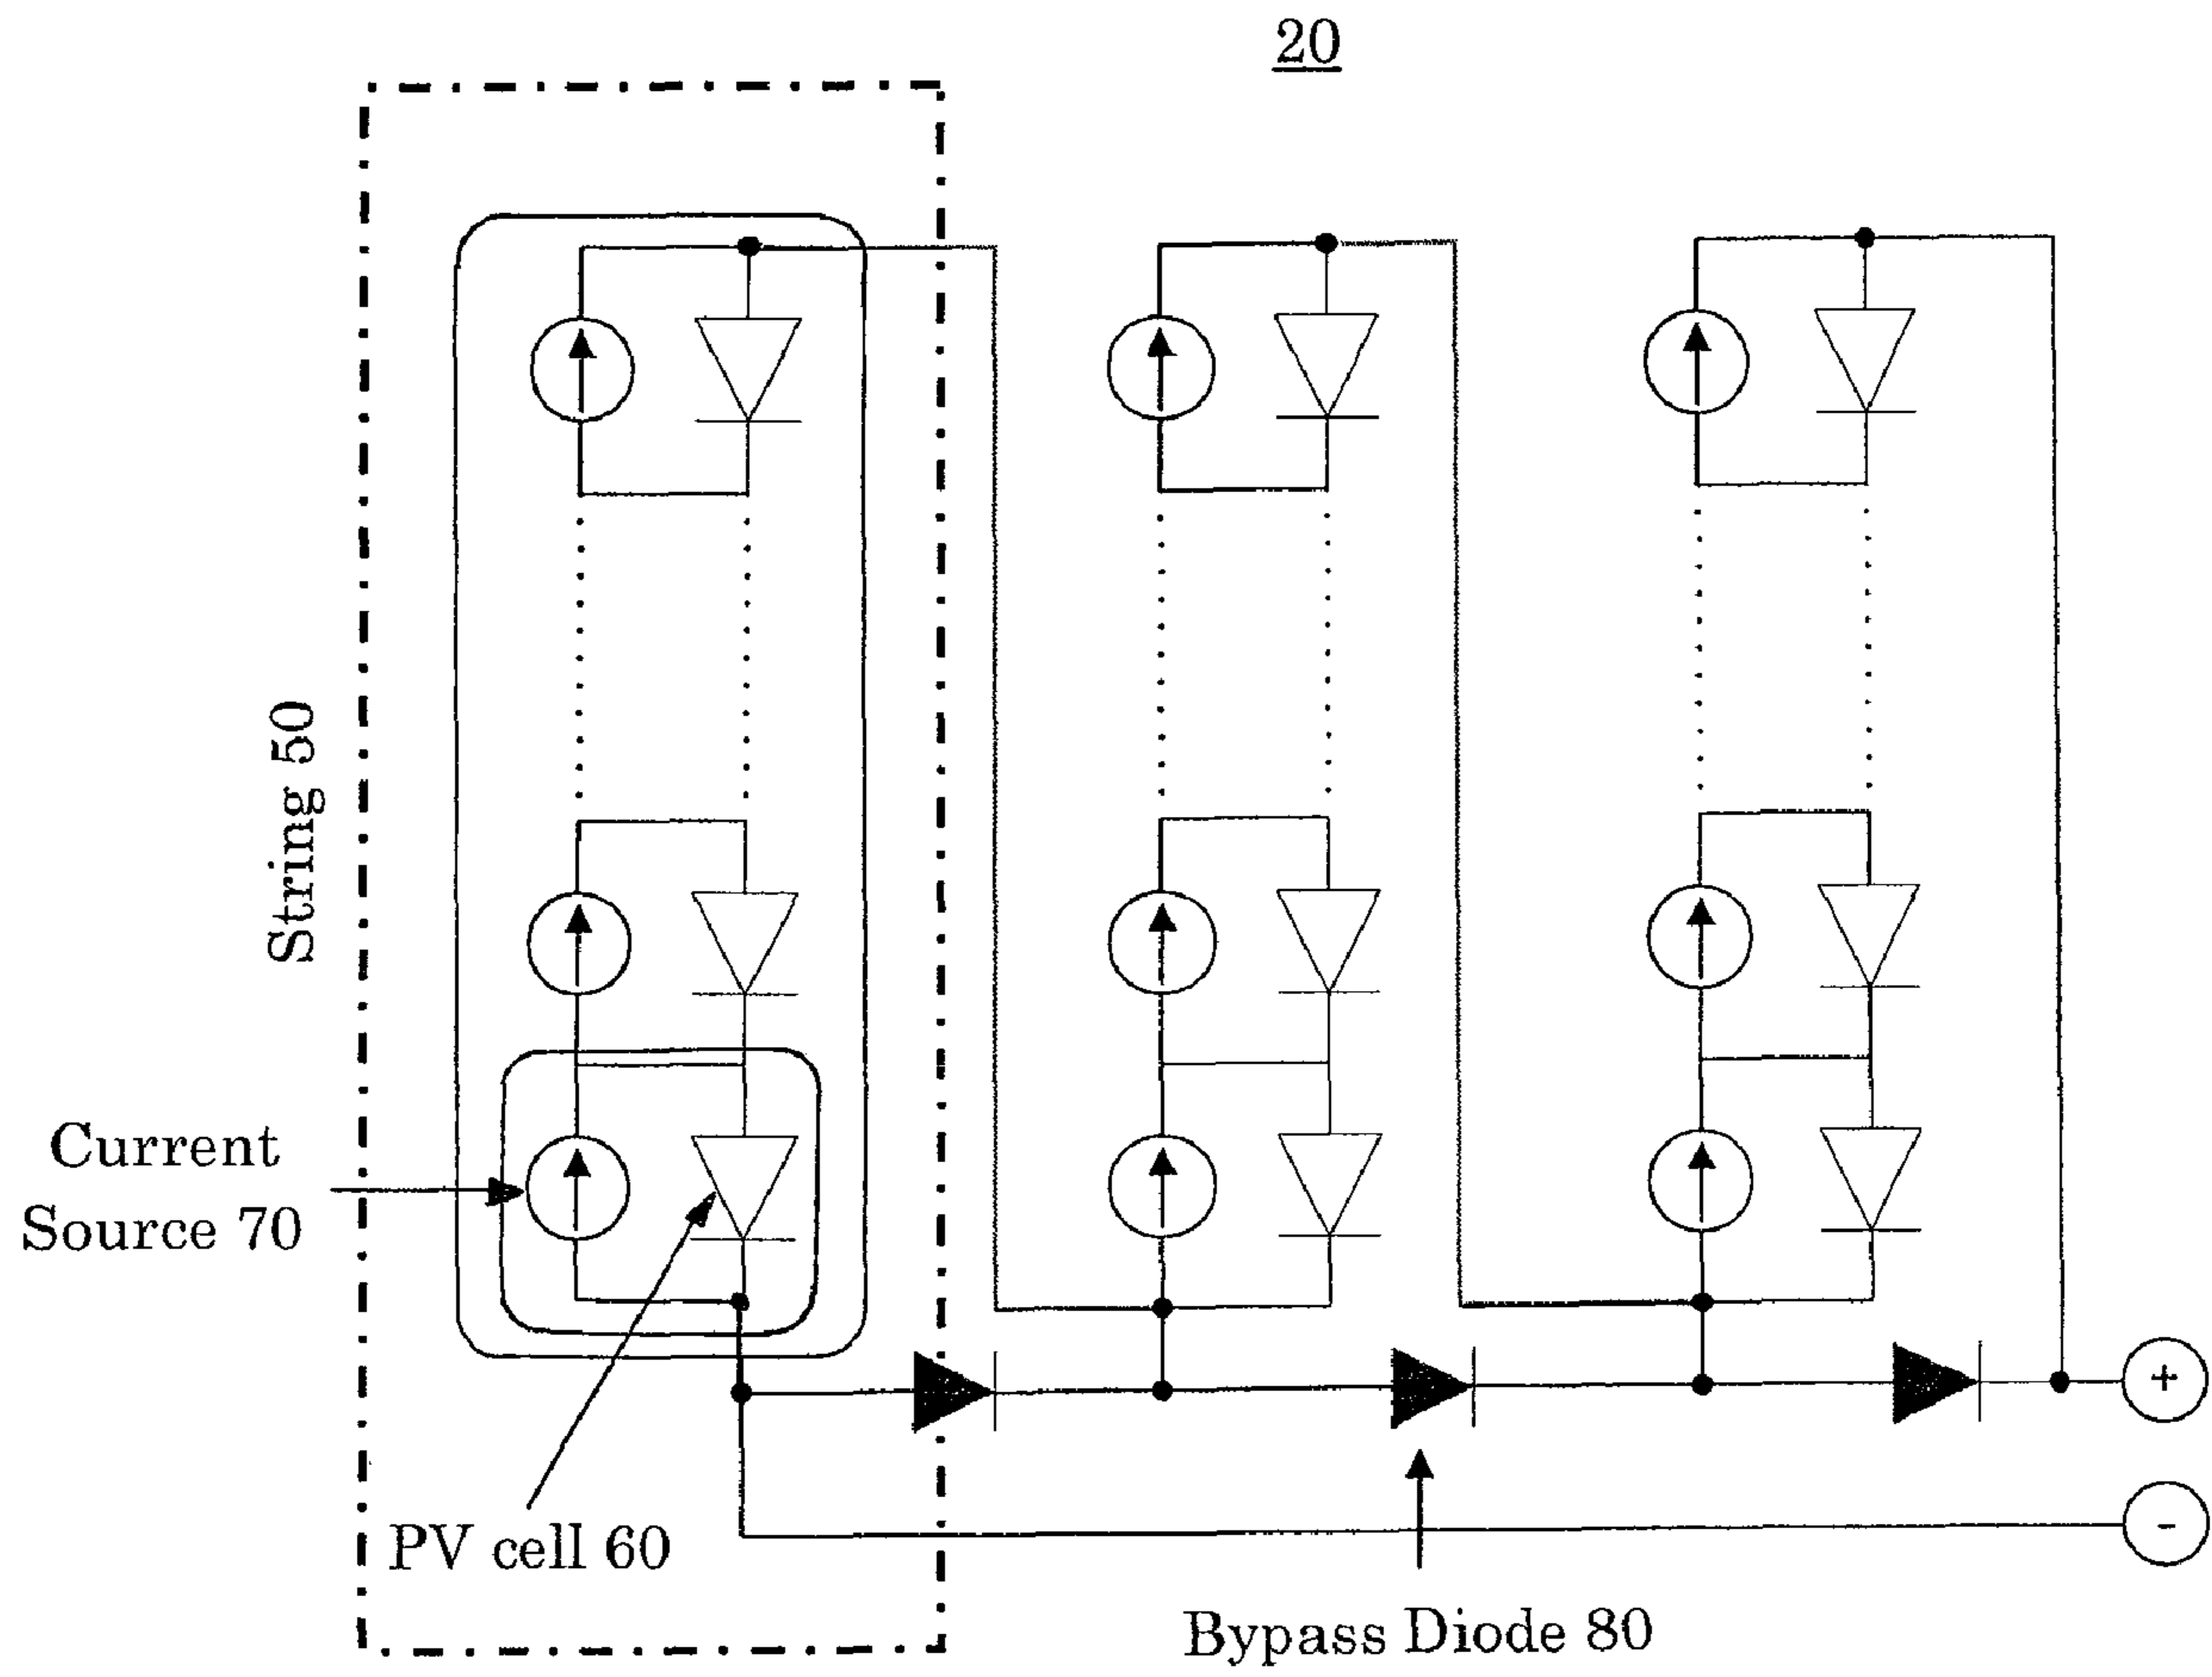 20
String 50
Current
Source 70
PV cell 60
Bypass Diode 80
+
-